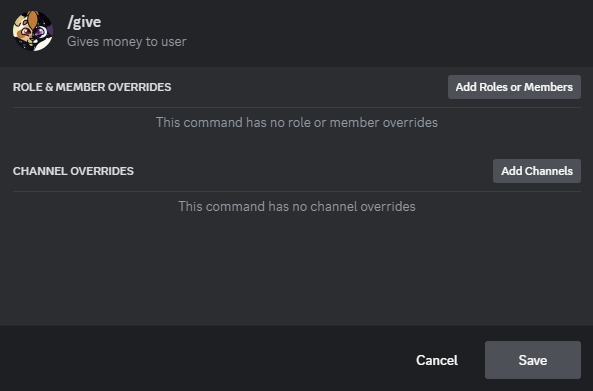 /give
Gives money to user
ROLE & MEMBER OVERRIDES
Add Roles or Members
This command has no role or member overrides
CHANNEL OVERRIDES
Add Channels
This command has no channel overrides
Cancel
Save